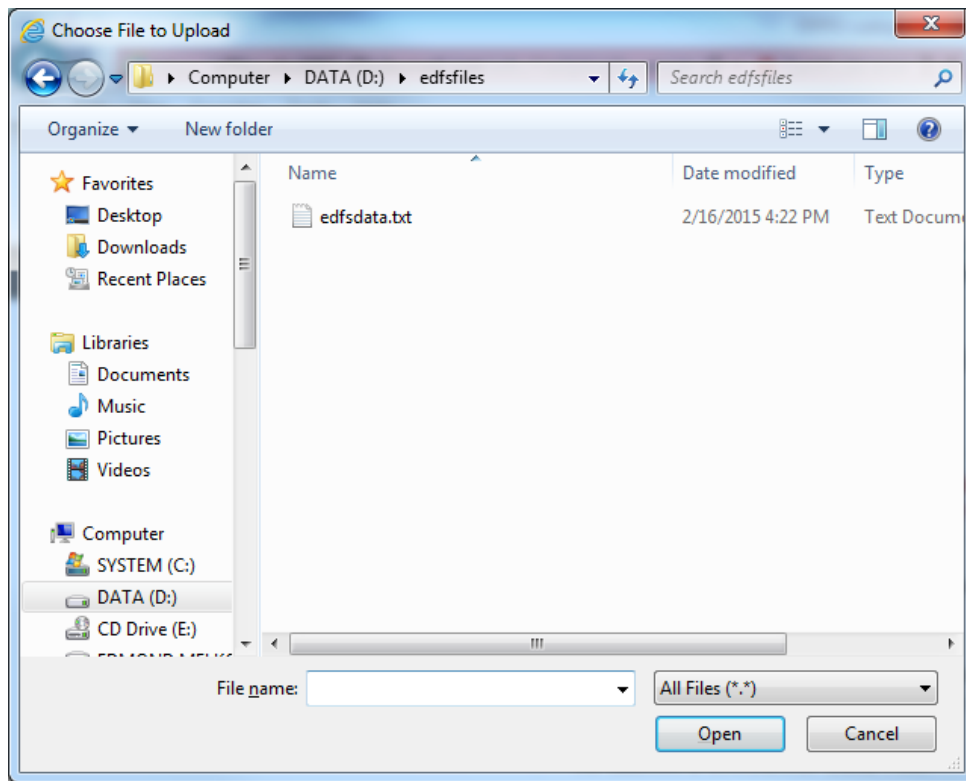 Choose File to Upload
Computer DATA (D:) edfsfiles
Search edfsfiles
Organize New folder
Name Date modified Type
edfsdata.txt 2/16/2015 4:22 PM Text Docum
Favorites
Desktop
Downloads
Recent Places
Libraries
Documents
Music
Pictures
Videos
Computer
SYSTEM (C:)
DATA (D:)
CD Drive (E:)
File name:
All Files (*.*)
Open Cancel